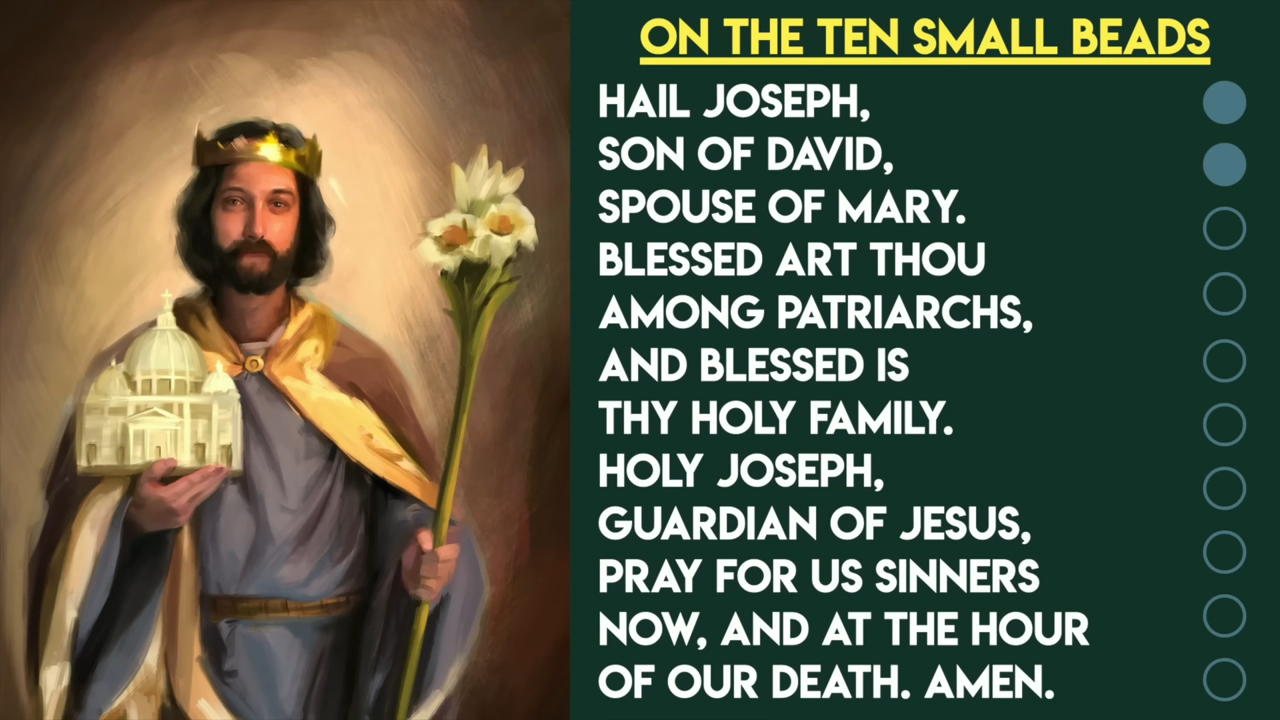 ON THE TEN SMALL BEADS
HAIL JOSEPH,
SON OF DAVID,
SPOUSE OF MARY.
BLESSED ART THOU
AMONG PATRIARCHS,
AND BLESSED IS
THY HOLY FAMILY.
HOLY JOSEPH,
GUARDIAN OF JESUS,
PRAY FOR US SINNERS
NOW, AND AT THE HOUR
OF OUR DEATH. AMEN.